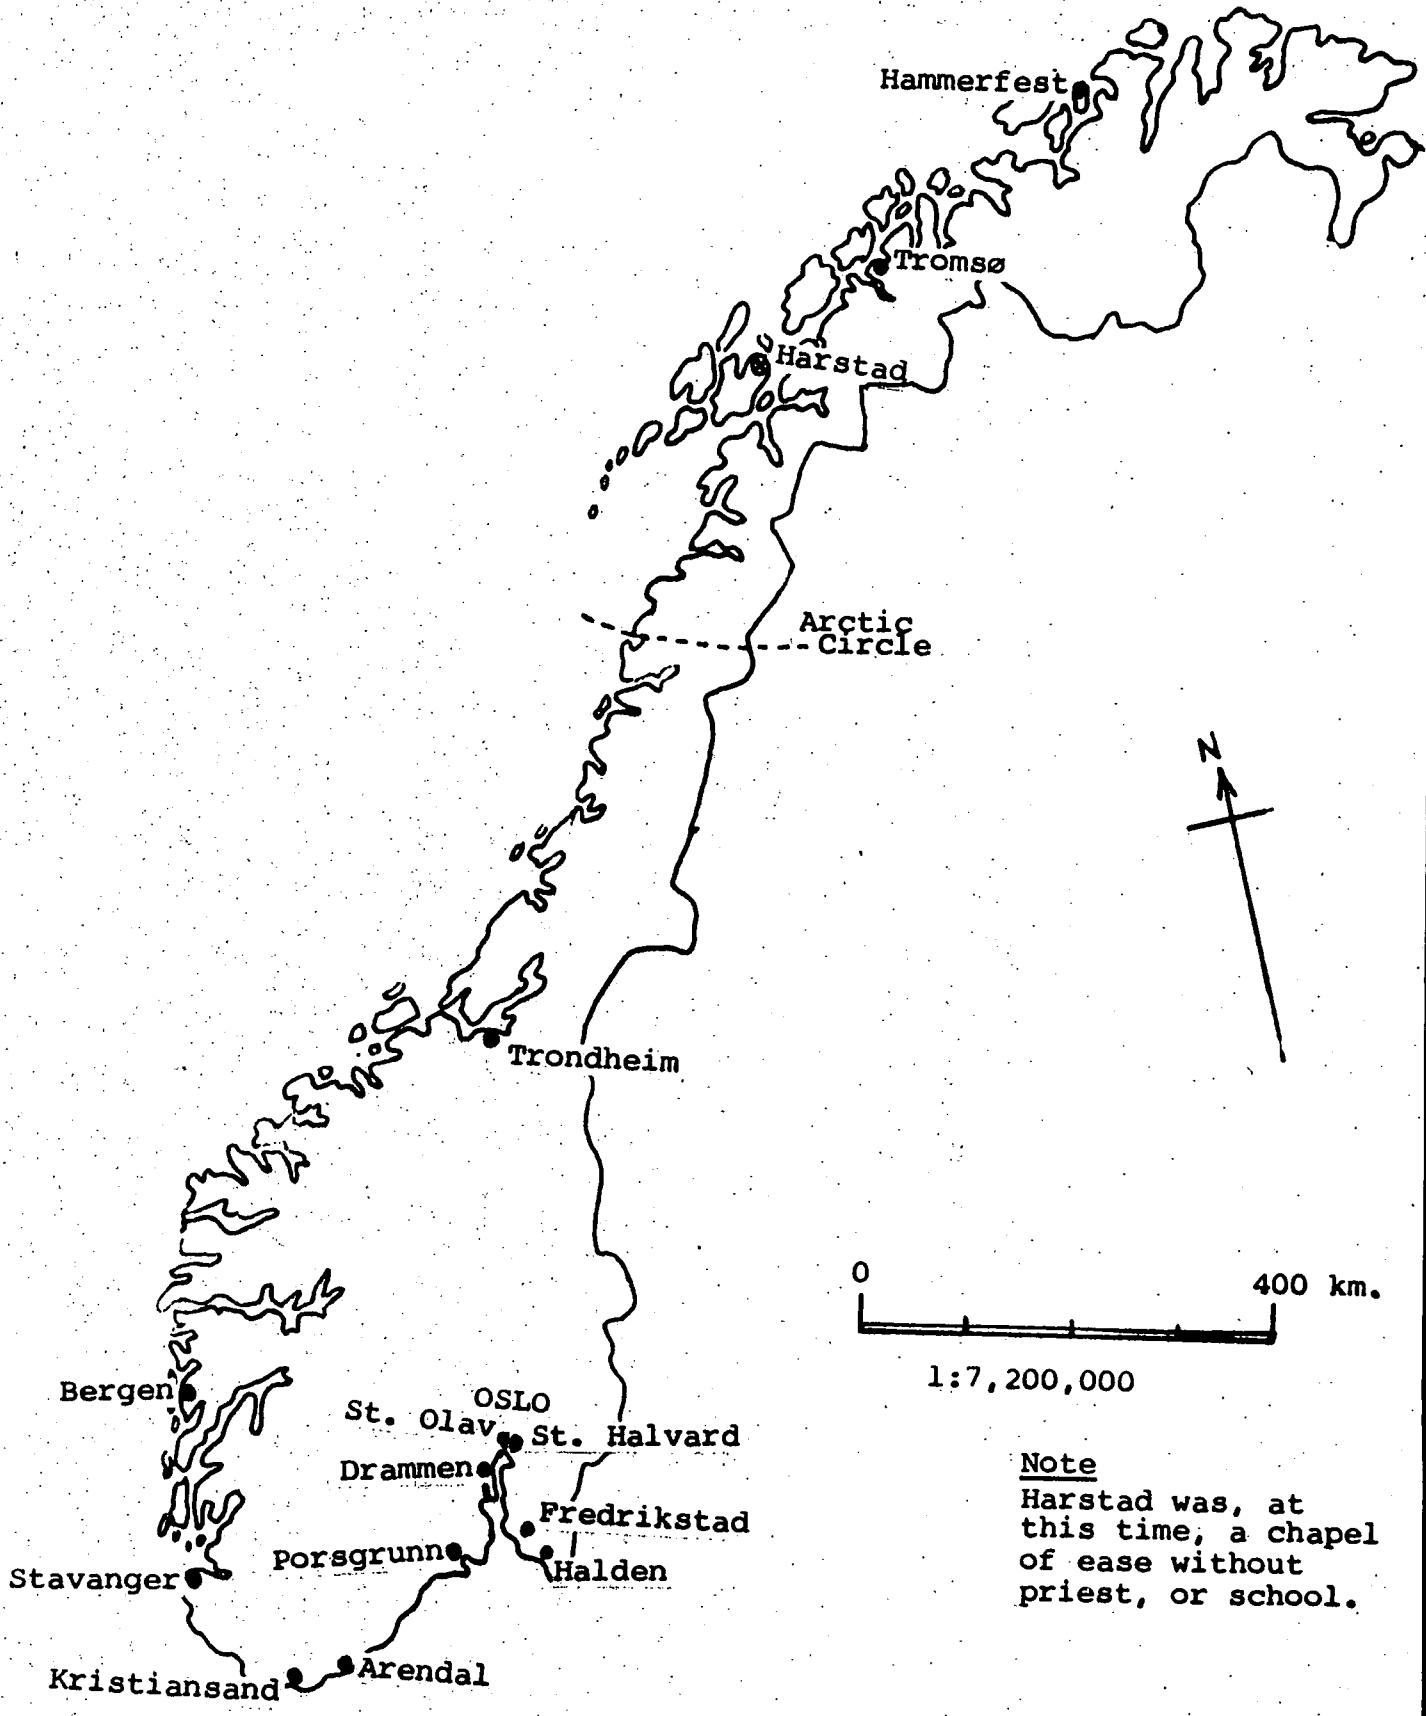 Hammerfest
Tromsø
Harstad
Arctic
Circle
N
Trondheim
0
400 km.
1:7,200,000
Bergen
OSLO
St. Olav
St. Halvard
Drammen
Note
Harstad was, at
this time, a chapel
of ease without
priest, or school.
Fredrikstad
Porsgrunn
Halden
Stavanger
Arendal
Kristiansand